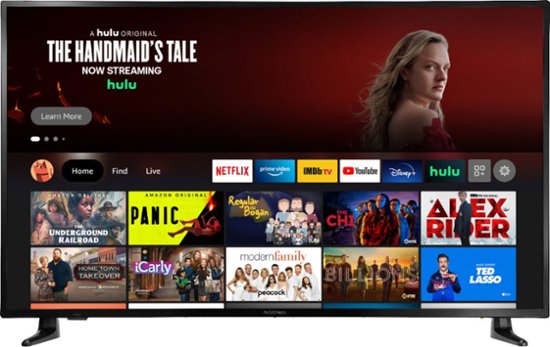 A hulu ORIGINAL
THE HANDMAID'S TALE
NOW STREAMING
hulu
Learn More
Home
Find
Live
NETFLIX
prime video
IMDb TV
YouTube
Disney+
hulu
THE
UNDERGROUND
RAILROAD
AMAZON ORIGINAL
PANIC
Regular
Bogan
THE
CHI
ALEX
RIDER
HOME TOWN
TAKEOVER
iCarly
modern family
peacock
BILLIONS
TED
LASSO
INSIGNIA